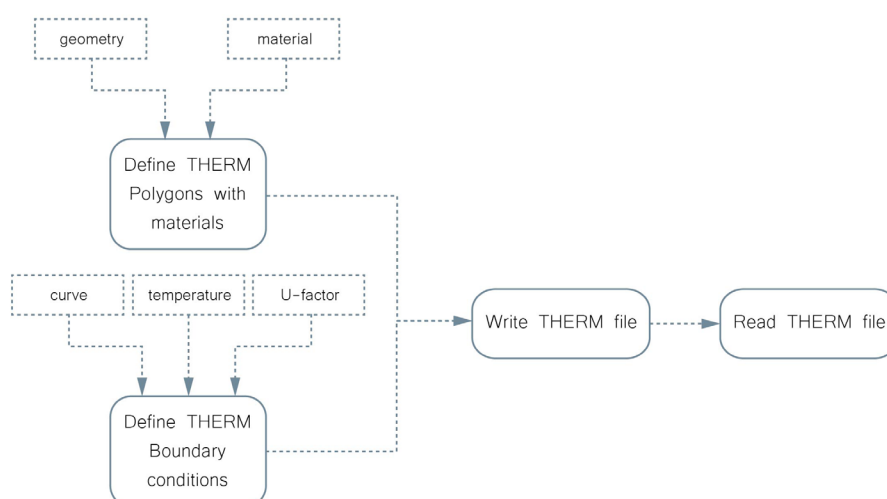 geometry
material
Define THERM
Polygons with
materials
curve
temperature
U-factor
Write THERM file
Read THERM file
Define THERM
Boundary
conditions